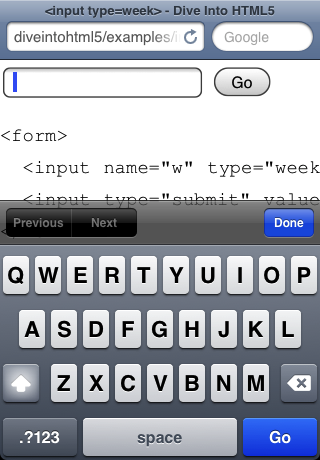 <input type=week> - Dive Into HTML5
diveintohtml5/examples/i
Google
Go
<form>
<input name="w" type="week
<input type="submit" value
<
Previous Next Done
Q W E R T Y U I O P
A S D F G H J K L
Z X C V B N M
.?123 space Go